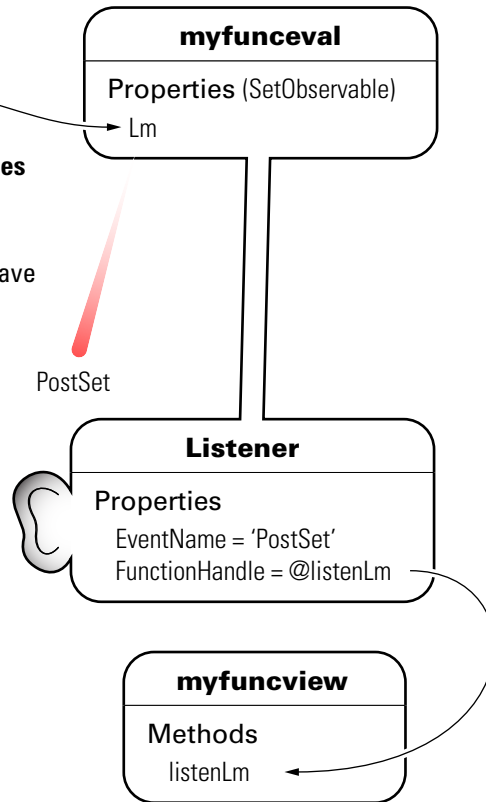 myfunceval
Properties (SetObservable)
Lm
es
ave
PostSet
Listener
Properties
EventName = ‘PostSet’
FunctionHandle = @listenLm
myfuncview
Methods
listenLm